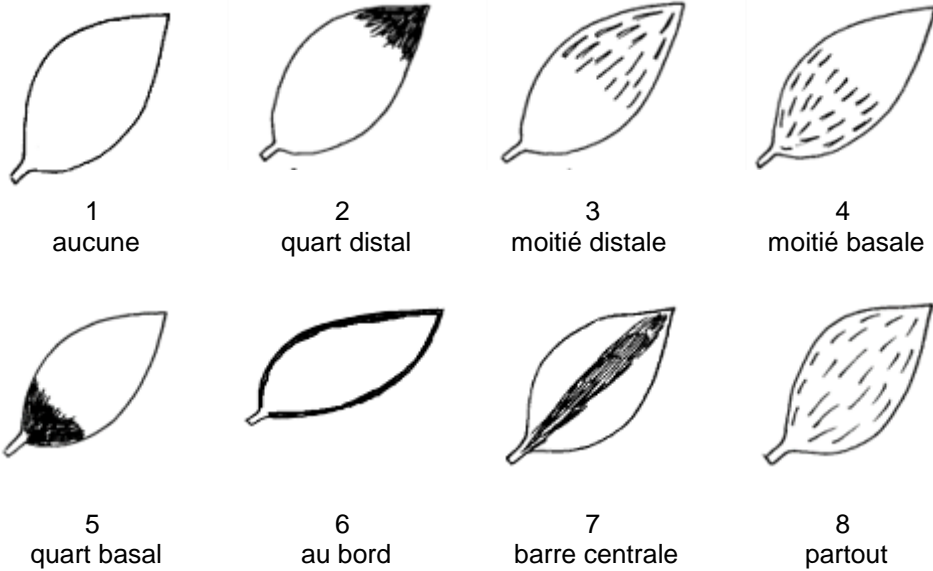 1
aucune
2
quart distal
3
moitié distale
4
moitié basale
5
quart basal
6
au bord
7
barre centrale
8
partout